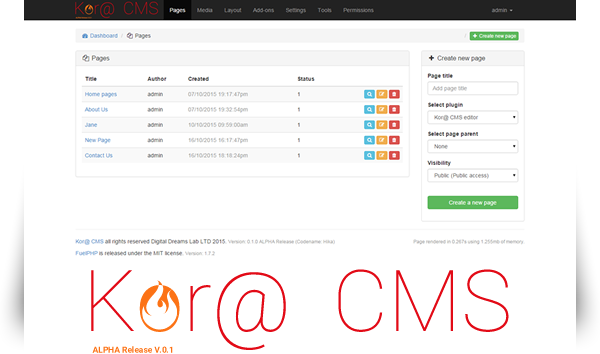 Kor@ CMS Pages Media Layout Add-ons Settings Tools Permissions admin
Dashboard / Pages Create new page
Pages
Title Author Created Status
Home pages admin 07/10/2015 19:17:47pm 1
About Us admin 07/10/2015 19:32:54pm 1
Jane admin 10/10/2015 09:59:00am 1
New Page admin 16/10/2015 16:17:47pm 1
Contact Us admin 16/10/2015 18:18:24pm 1
Create new page
Page title
Add page title
Select plugin
Kor@ CMS editor
Select page parent
None
Visibility
Public (Public access)
Create a new page
Kor@ CMS all rights reserved Digital Dreams Lab LTD 2015. Version: 0.1.0 ALPHA Release (Codename: Hixa)
Page rendered in 0.267s using 1.255mb of memory.
FuelPHP is released under the MIT license. Version: 1.7.2
Kor@ CMS
ALPHA Release V.0.1